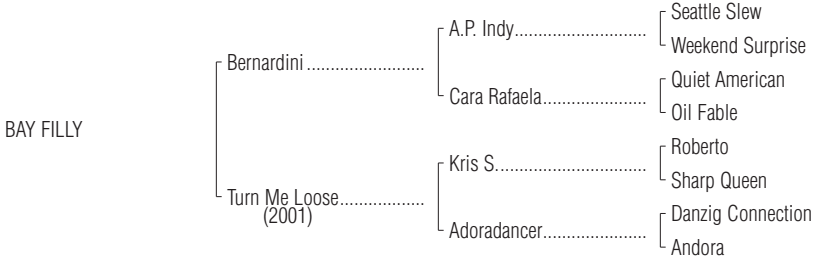 Seattle Slew
A.P. Indy............................
Weekend Surprise
Bernardini ........................
Quiet American
Cara Rafaela......................
Oil Fable
BAY FILLY
Roberto
Kris S................................
Sharp Queen
Turn Me Loose..................
(2001)
Danzig Connection
Adoradancer......................
Andora